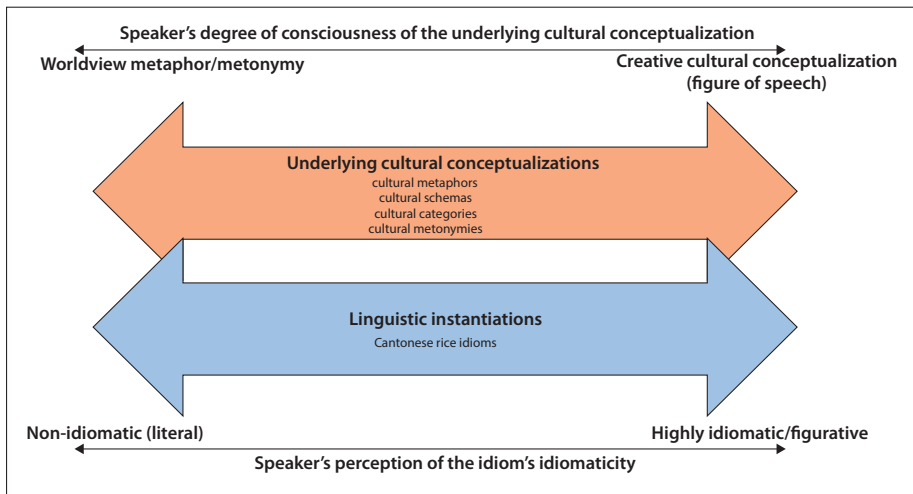 Speaker’s degree of consciousness of the underlying cultural conceptualization
Worldview metaphor/metonymy
Creative cultural conceptualization
(figure of speech)
Underlying cultural conceptualizations
cultural metaphors
cultural schemas
cultural categories
cultural metonymies
Linguistic instantiations
Cantonese rice idioms
Non-idiomatic (literal)
Highly idiomatic/figurative
Speaker’s perception of the idiom’s idiomaticity